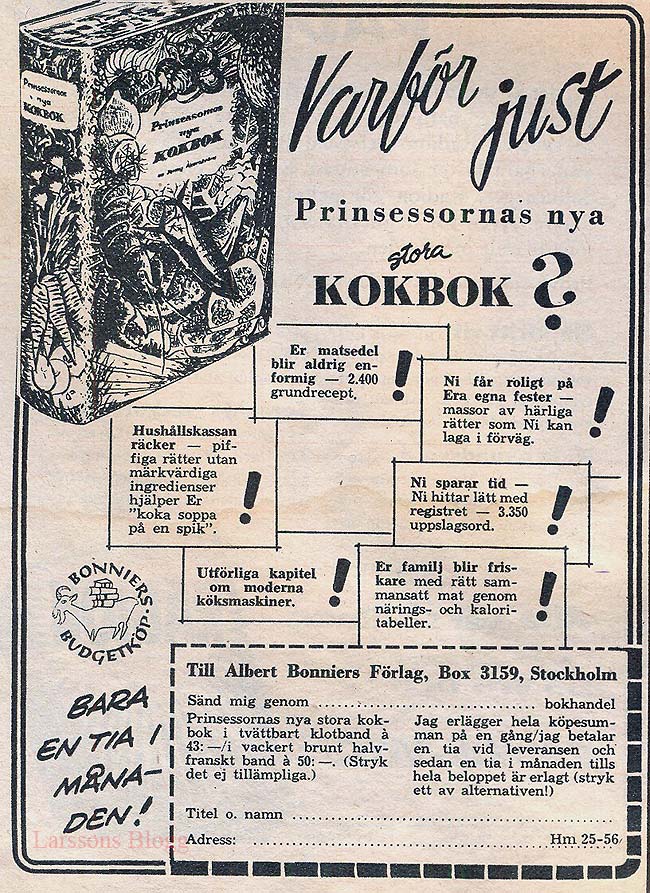 Prinsessornas
nya
KOKBOK
Prinsessornas
nya
KOKBOK
Varför just
Prinsessornas nya
stora
KOKBOK ?
Er matsedel
blir aldrig en-
formig — 2.400
grundrecept.
!
Ni får roligt på
Era egna fester —
massor av härliga
rätter som Ni kan
laga i förväg.
!
Hushållskassan
räcker — pif-
figa rätter utan
märkvärdiga
ingredienser
hjälper Er
"koka soppa
på en spik".
!
Ni sparar tid —
Ni hittar lätt med
registret — 3.350
uppslagsord.
!
Utförliga kapitel
om moderna
köksmaskiner.
!
Er familj blir fris-
kare med rätt sam-
mansatt mat genom
närings- och kalori-
tabeller.
!
BONNIERS
BUDGETKÖP
BARA
EN TIA I
MÅNA-
DEN!
Till Albert Bonniers Förlag, Box 3159, Stockholm
Sänd mig genom .................................... bokhandel
Prinsessornas nya stora kok-
bok i tvättbart klotband à
43: —/i vackert brunt halv-
franskt band à 50: —. (Stryk
det ej tillämpliga.)
Jag erlägger hela köpesum-
man på en gång/jag betalar
en tia vid leveransen och
sedan en tia i månaden tills
hela beloppet är erlagt (stryk
ett av alternativen!)
Titel o. namn ....................................
Adress: .................................... Hm 25-56
Larssons Blogg